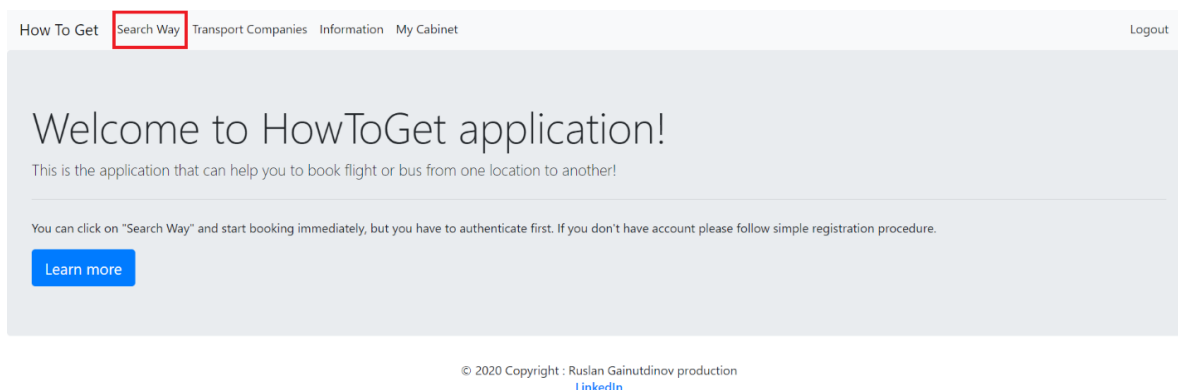 How To Get Search Way Transport Companies Information My Cabinet Logout
Welcome to HowToGet application!
This is the application that can help you to book flight or bus from one location to another!
You can click on "Search Way" and start booking immediately, but you have to authenticate first. If you don't have account please follow simple registration procedure.
Learn more
© 2020 Copyright : Ruslan Gainutdinov production
LinkedIn